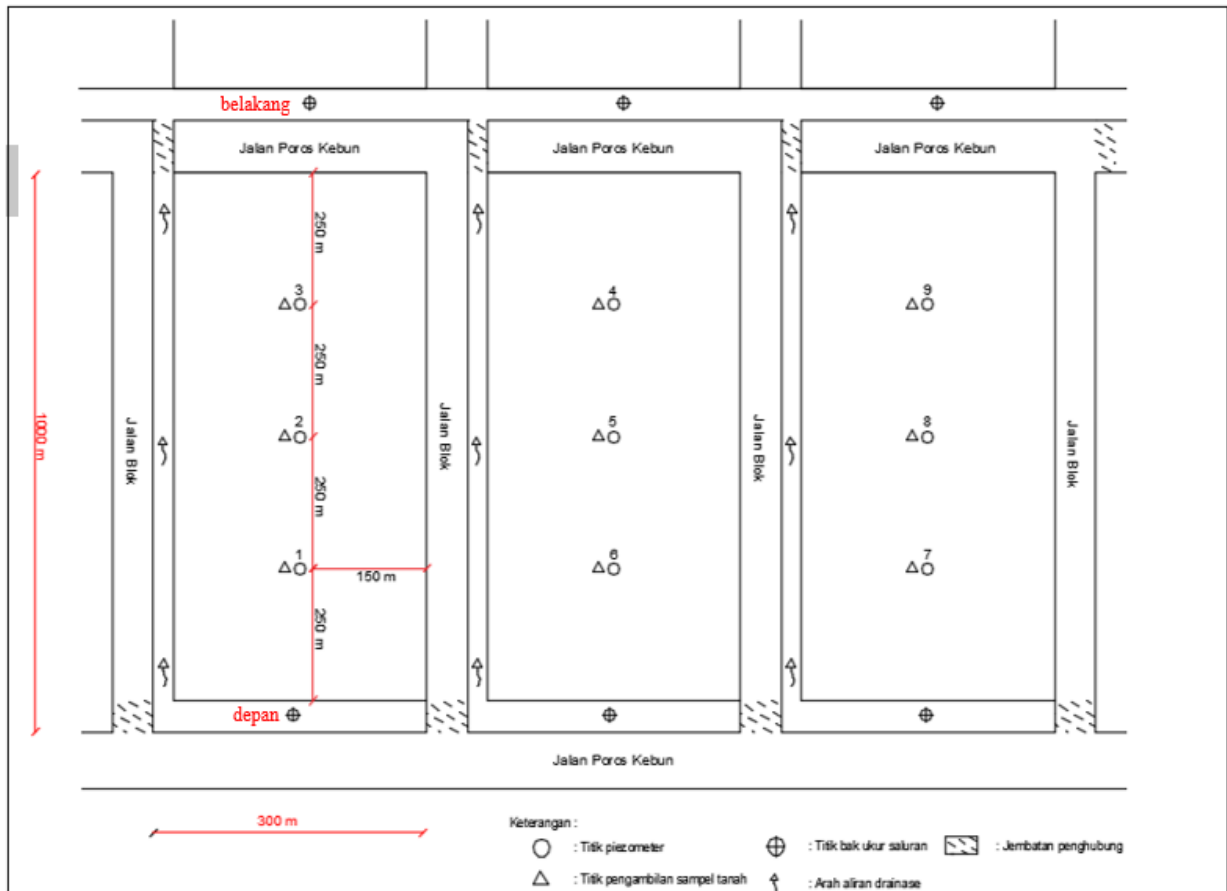 belakang
Jalan Poros Kebun
Jalan Poros Kebun
Jalan Poros Kebun
250 m
3
4
9
250 m
1000 m
Jalan Blok
2
Jalan Blok
5
Jalan Blok
8
Jalan Blok
250 m
1
150 m
6
7
250 m
depan
Jalan Poros Kebun
300 m
Keterangan :
: Titik piezometer
: Titik bak ukur saluran
: Jembatan penghubung
: Titik pengambilan sampel tanah
: Arah aliran drainase